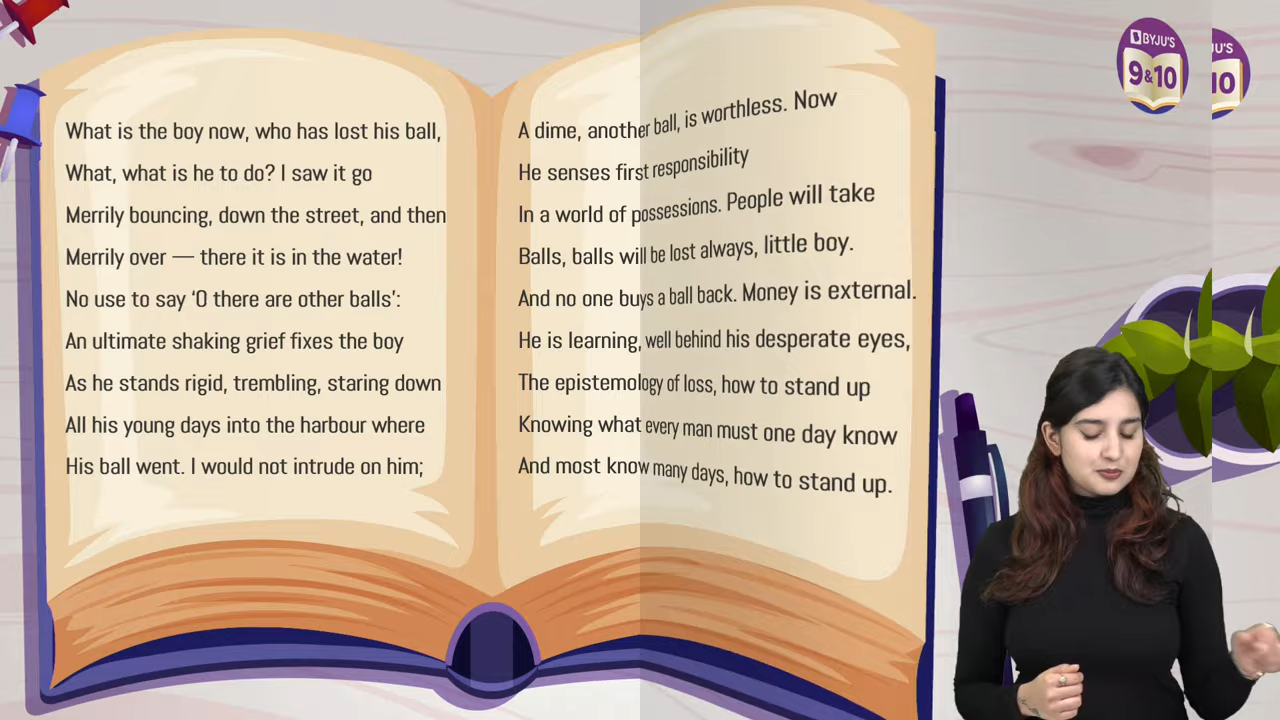 What is the boy now, who has lost his ball,
What, what is he to do? I saw it go
Merrily bouncing, down the street, and then
Merrily over — there it is in the water!
No use to say ‘O there are other balls’:
An ultimate shaking grief fixes the boy
As he stands rigid, trembling, staring down
All his young days into the harbour where
His ball went. I would not intrude on him;
A dime, another ball, is worthless. Now
He senses first responsibility
In a world of possessions. People will take
Balls, balls will be lost always, little boy.
And no one buys a ball back. Money is external.
He is learning, well behind his desperate eyes,
The epistemology of loss, how to stand up
Knowing what every man must one day know
And most know many days, how to stand up.
BYJU'S
9&10
U'S
10